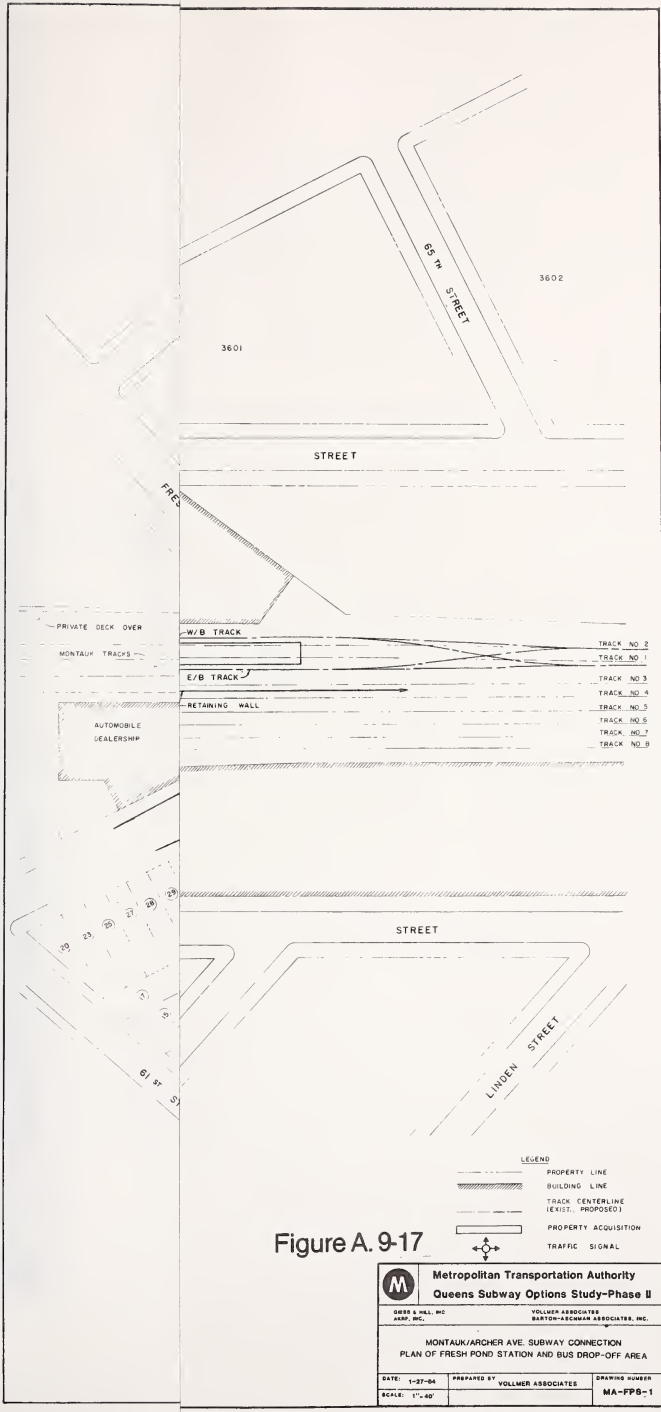 65 TH STREET
3602
3601
STREET
FRES
PRIVATE DECK OVER
MONTAUK TRACKS
W/B TRACK
E/B TRACK
RETAINING WALL
TRACK NO 2
TRACK NO 1
TRACK NO 3
TRACK NO 4
TRACK NO 5
TRACK NO 6
TRACK NO 7
TRACK NO 8
AUTOMOBILE
DEALERSHIP
20 23 25 27 28 29
17 15
STREET
61 ST ST
LINDEN STREET
LEGEND
PROPERTY LINE
BUILDING LINE
TRACK CENTERLINE
(EXIST., PROPOSED)
PROPERTY ACQUISITION
TRAFFIC SIGNAL
Figure A. 9-17
M
Metropolitan Transportation Authority
Queens Subway Options Study-Phase II
GIBBS & HILL, INC
AKRF, INC.
VOLLMER ASSOCIATES
BARTON-ASCHMAN ASSOCIATES, INC.
MONTAUK/ARCHER AVE. SUBWAY CONNECTION
PLAN OF FRESH POND STATION AND BUS DROP-OFF AREA
DATE: 1-27-84
PREPARED BY VOLLMER ASSOCIATES
DRAWING NUMBER
SCALE: 1"-40'
MA-FPS-1